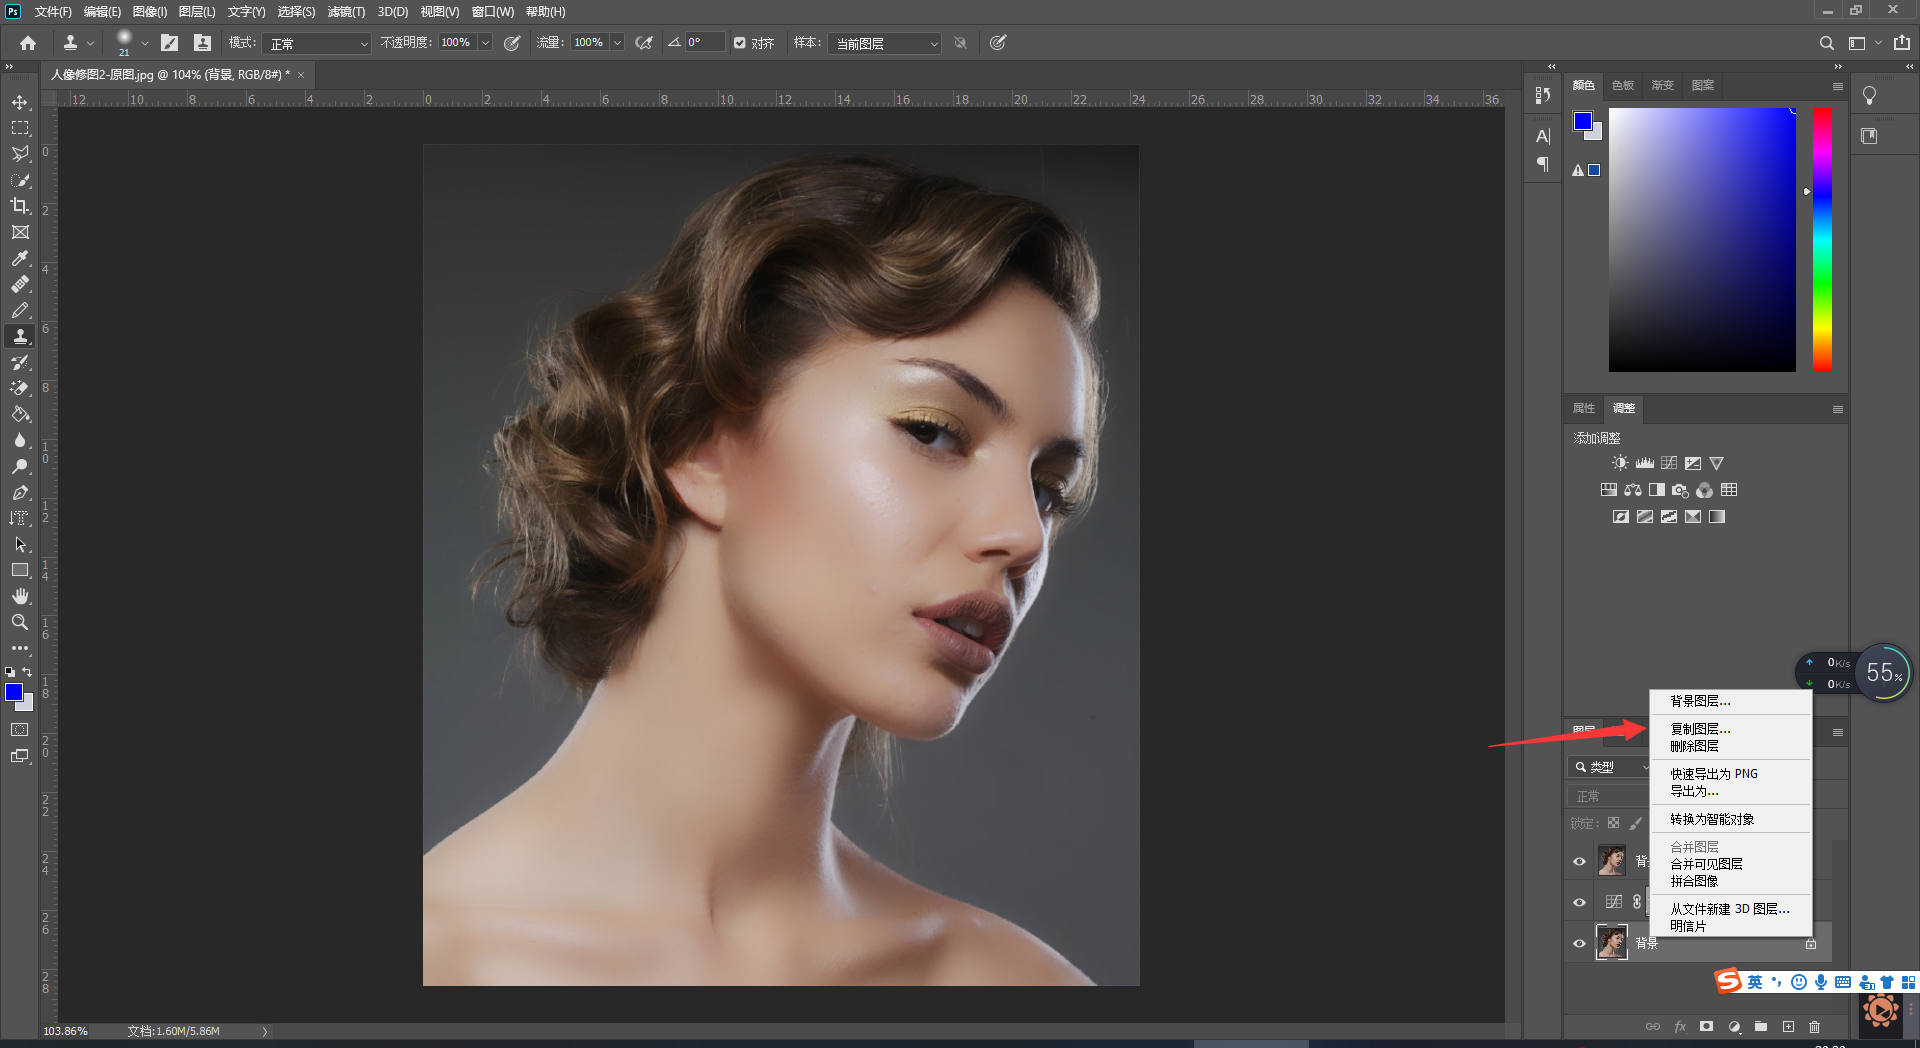 Ps 文件(F) 编辑(E) 图像(I) 图层(L) 文字(Y) 选择(S) 滤镜(T) 3D(D) 视图(V) 窗口(W) 帮助(H)
21 模式: 正常 不透明度: 100% 流量: 100% 0° 对齐 样本: 当前图层
人像修图2-原图.jpg @ 104% (背景, RGB/8#) * ×
12 10 8 6 4 2 0 2 4 6 8 10 12 14 16 18 20 22 24 26 28 30 32 34 36
0
2
4
6
8
10
12
14
16
18
20
22
24
26
28
颜色 色板 渐变 图案
属性 调整
添加调整
0K/s
0K/s
55%
图层
类型
正常
锁定:
背景图层...
复制图层...
删除图层
快速导出为 PNG
导出为...
转换为智能对象
合并图层
合并可见图层
拼合图像
从文件新建 3D 图层...
明信片
背景
S 英
fx
103.86% 文档:1.60M/5.86M